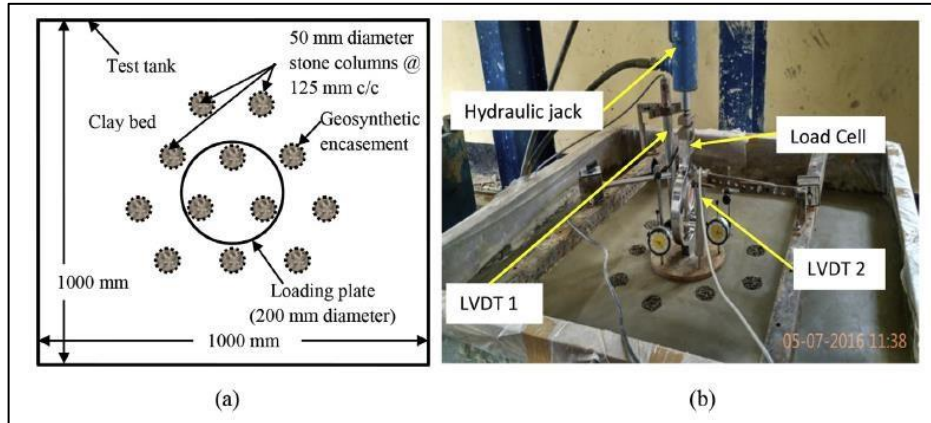 Test tank
50 mm diameter
stone columns @
125 mm c/c
Clay bed
Geosynthetic
encasement
1000 mm
Loading plate
(200 mm diameter)
1000 mm
(a)
Hydraulic jack
Load Cell
LVDT 1
LVDT 2
05-07-2016 11:38
(b)